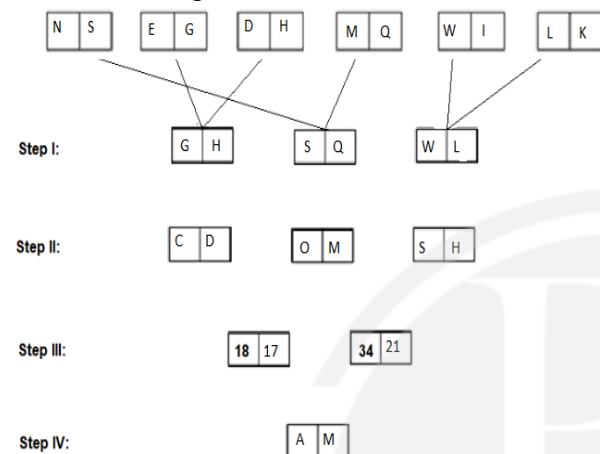 N S E G D H M Q W I L K
Step I: G H S Q W L
Step II: C D O M S H
Step III: 18 17 34 21
Step IV: A M